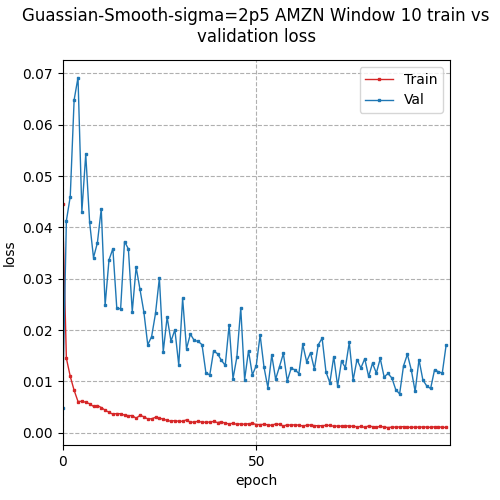 Guassian-Smooth-sigma=2p5 AMZN Window 10 train vs
validation loss
Train
Val
0.07
0.06
0.05
0.04
0.03
0.02
0.01
0.00
loss
0
50
epoch